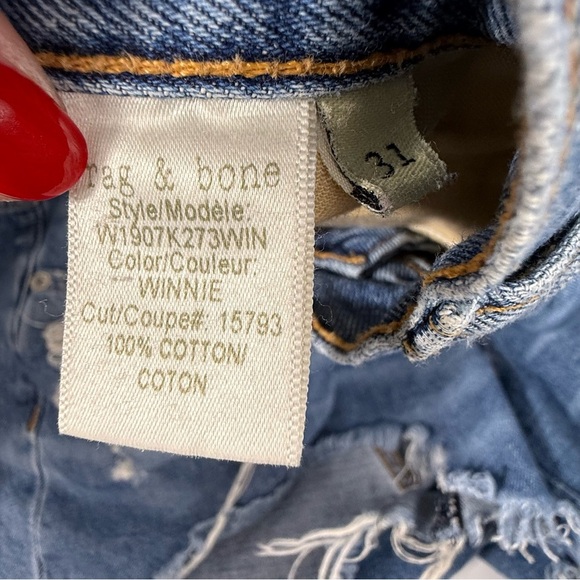 rag & bone
Style/Modèle:
W1907K273WIN
Color/Couleur:
WINNIE
Cut/Coupe#: 15793
100% COTTON/
COTON
31